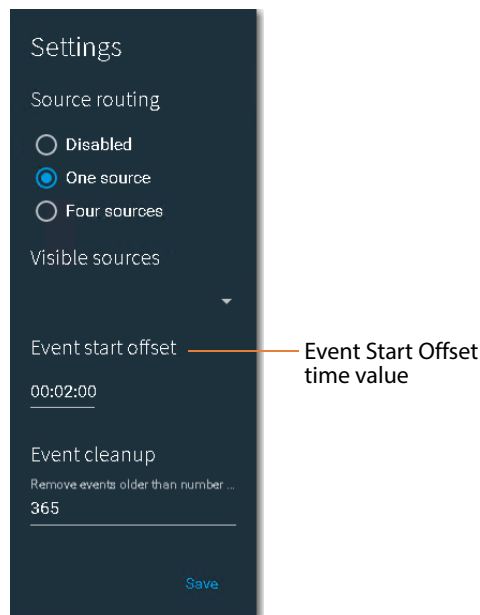 Settings
Source routing
Disabled
One source
Four sources
Visible sources
Event start offset
Event Start Offset
time value
00:02:00
Event cleanup
Remove events older than number ...
365
Save